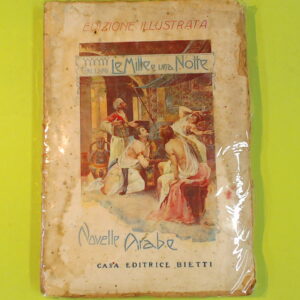 EDIZIONE ILLUSTRATA
Le Mille e una Notte
Novelle Arabe
CASA EDITRICE BIETTI